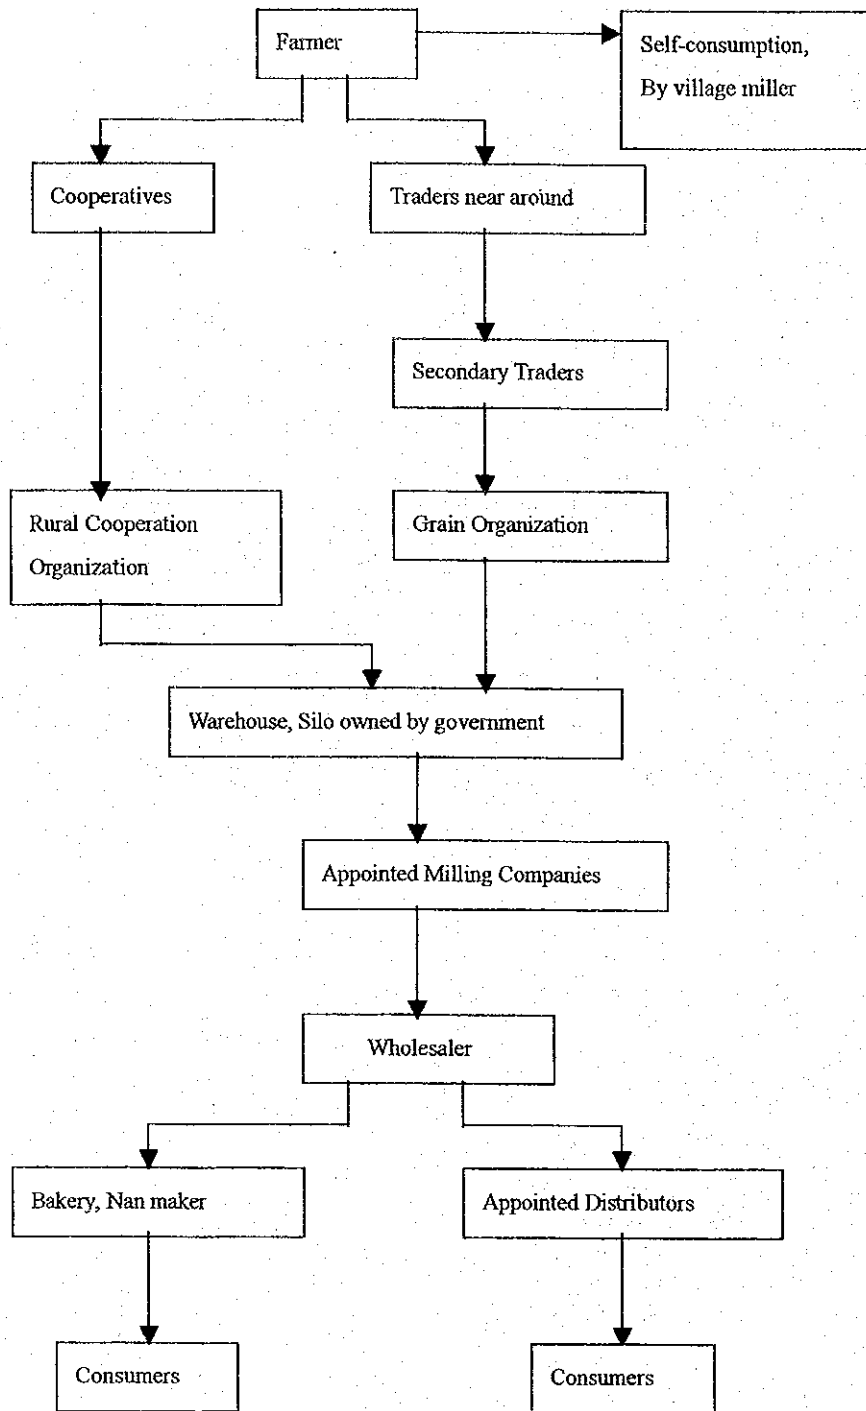 Farmer
Self-consumption,
By village miller
Cooperatives
Traders near around
Secondary Traders
Rural Cooperation
Organization
Grain Organization
Warehouse, Silo owned by government
Appointed Milling Companies
Wholesaler
Bakery, Nan maker
Appointed Distributors
Consumers
Consumers